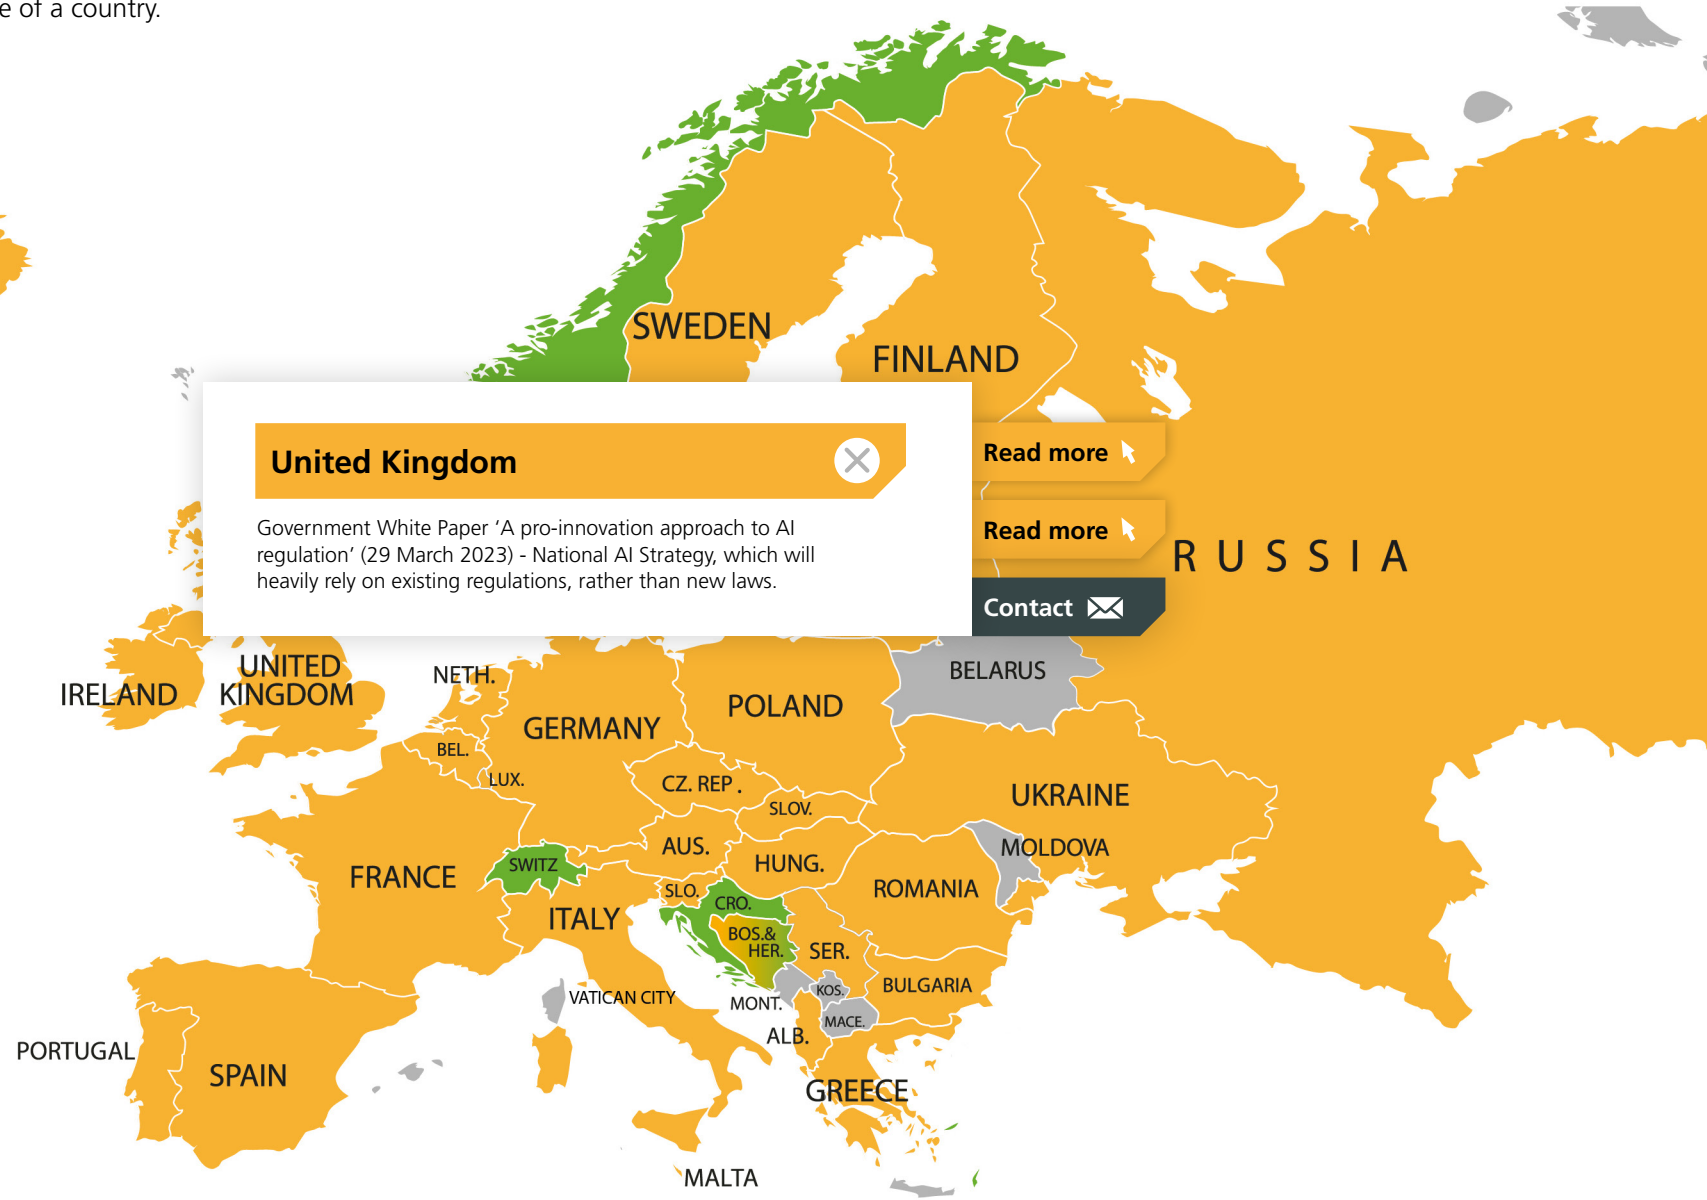 e of a country.
SWEDEN
FINLAND
United Kingdom
Government White Paper ‘A pro-innovation approach to AI
regulation’ (29 March 2023) - National AI Strategy, which will
heavily rely on existing regulations, rather than new laws.
Read more
Read more
Contact
RUSSIA
IRELAND
UNITED
KINGDOM
NETH.
BELARUS
POLAND
GERMANY
BEL.
LUX.
CZ. REP.
SLOV.
UKRAINE
AUS.
HUNG.
MOLDOVA
FRANCE
SWITZ
ROMANIA
SLO.
CRO.
ITALY
BOS.&
HER.
SER.
BULGARIA
KOS.
VATICAN CITY
MONT.
MACE.
ALB.
PORTUGAL
SPAIN
GREECE
MALTA